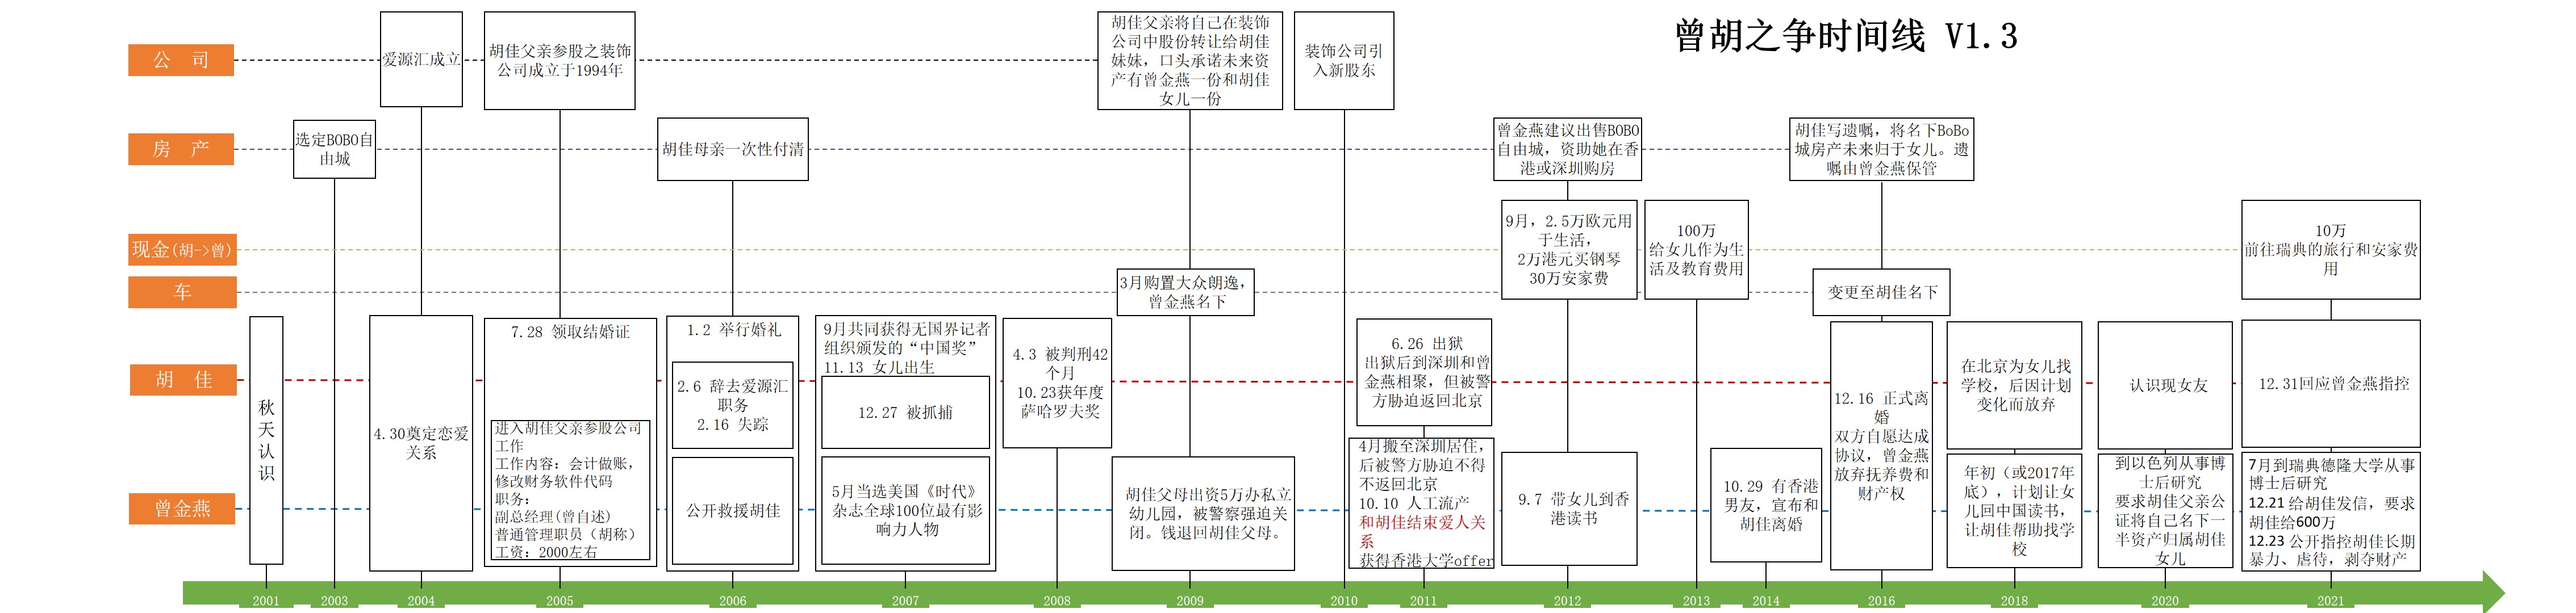 曾胡之争时间线 V1.3
公 司
爱源汇成立
胡佳父亲参股之装饰
公司成立于1994年
胡佳父亲将自己在装饰
公司中股份转让给胡佳
妹妹，口头承诺未来资
产有曾金燕一份和胡佳
女儿一份
装饰公司引
入新股东
房 产
选定BOBO自
由城
胡佳母亲一次性付清
曾金燕建议出售BOBO
自由城，资助她在香
港或深圳购房
胡佳写遗嘱，将名下BoBo
城房产未来归于女儿。遗
嘱由曾金燕保管
现金(胡->曾)
9月，2.5万欧元用
于生活，
2万港元买钢琴
30万安家费
100万
给女儿作为生
活及教育费用
10万
前往瑞典的旅行和安家费
用
车
3月购置大众朗逸，
曾金燕名下
变更至胡佳名下
胡 佳
曾金燕
秋
天
认
识
4.30奠定恋爱
关系
7.28 领取结婚证
进入胡佳父亲参股公司
工作
工作内容：会计做账，
修改财务软件代码
职务：
副总经理(曾自述)
普通管理职员（胡称）
工资：2000左右
1.2 举行婚礼
2.6 辞去爱源汇
职务
2.16 失踪
公开救援胡佳
9月共同获得无国界记者
组织颁发的“中国奖”
11.13 女儿出生
12.27 被抓捕
5月当选美国《时代》
杂志全球100位最有影
响力人物
4.3 被判刑42
个月
10.23获年度
萨哈罗夫奖
胡佳父母出资5万办私立
幼儿园，被警察强迫关
闭。钱退回胡佳父母。
6.26 出狱
出狱后到深圳和曾
金燕相聚，但被警
方胁迫返回北京
4月搬至深圳居住，
后被警方胁迫不得
不返回北京
10.10 人工流产
和胡佳结束爱人关
系
获得香港大学offer
9.7 带女儿到香
港读书
10.29 有香港
男友，宣布和
胡佳离婚
12.16 正式离
婚
双方自愿达成
协议，曾金燕
放弃抚养费和
财产权
在北京为女儿找
学校，后因计划
变化而放弃
年初（或2017年
底），计划让女
儿回中国读书，
让胡佳帮助找学
校
认识现女友
到以色列从事博
士后研究
要求胡佳父亲公
证将自己名下一
半资产归属胡佳
女儿
12.31回应曾金燕指控
7月到瑞典德隆大学从事
博士后研究
12.21 给胡佳发信，要求
胡佳给600万
12.23 公开指控胡佳长期
暴力、虐待，剥夺财产
2001
2003
2004
2005
2006
2007
2008
2009
2010
2011
2012
2013
2014
2016
2018
2020
2021